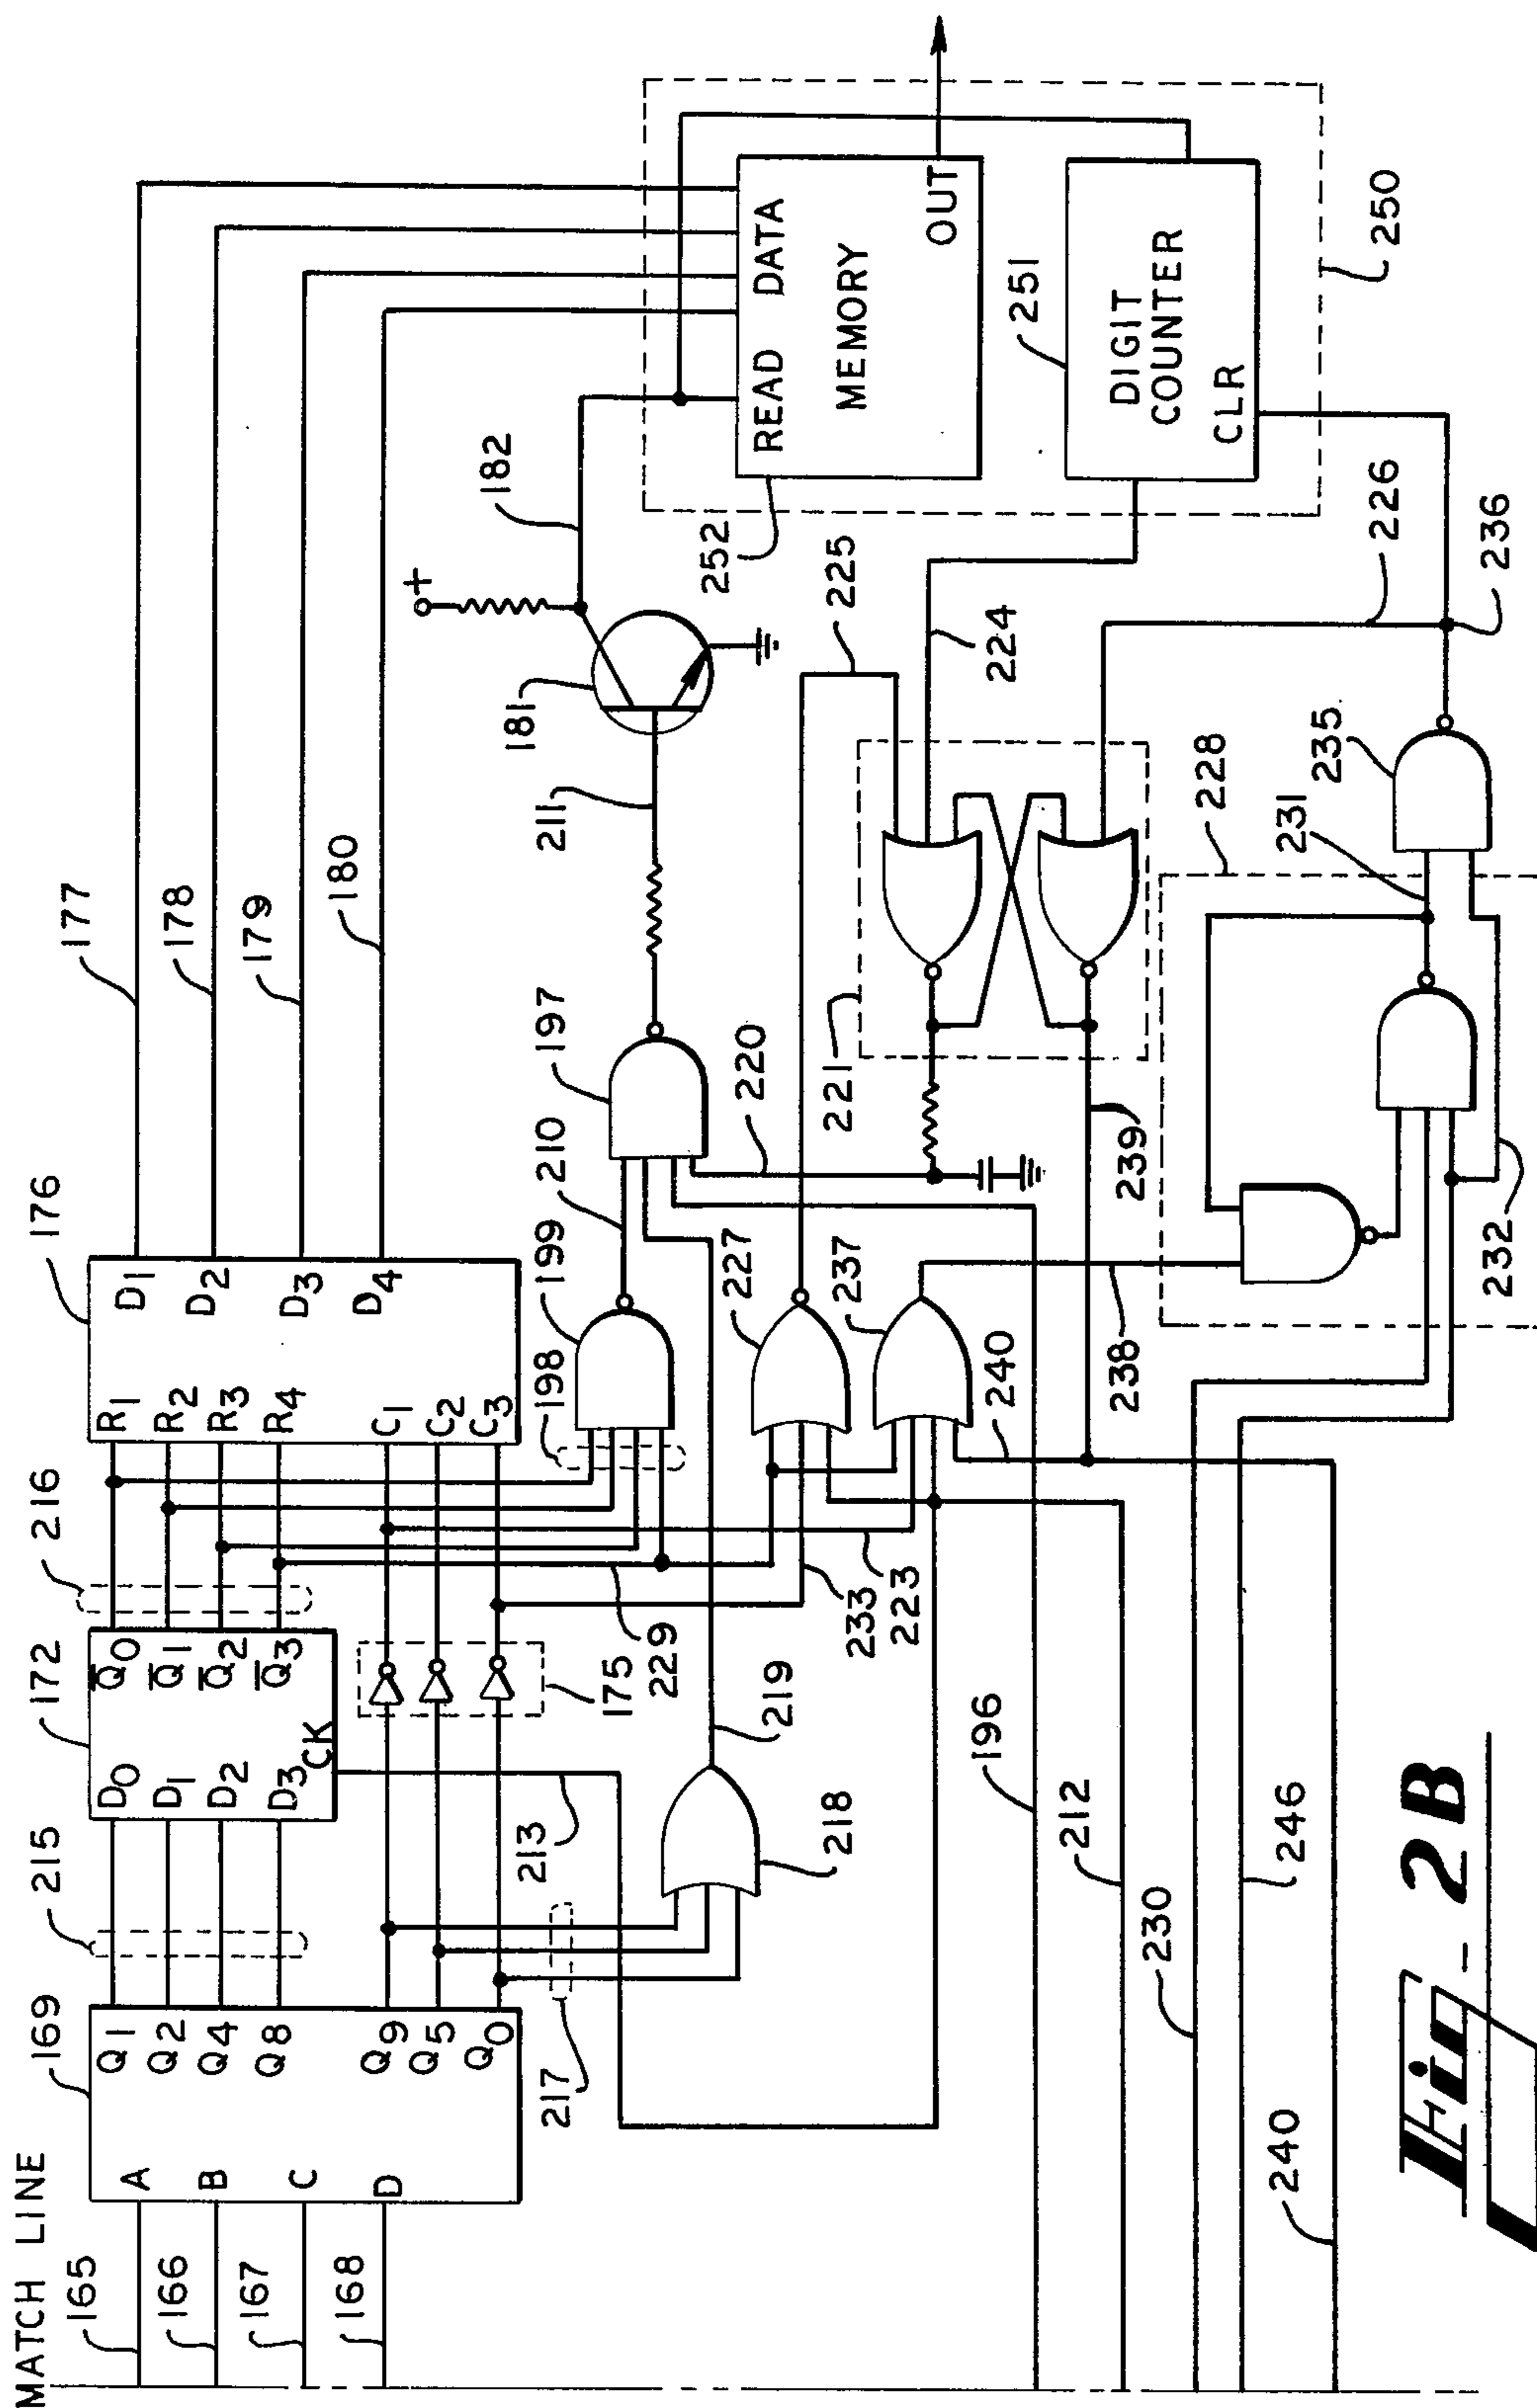 MATCH LINE
165
166
167
168
A
B
C
D
169
Q1
Q2
Q4
Q8
Q9
Q5
Q0
215
217
172
D0
D1
D2
D3
CK
Q̅0
Q̅1
Q̅2
Q̅3
213
216
175
229
219
218
176
R1
R2
R3
R4
C1
C2
C3
D1
D2
D3
D4
177
178
179
180
198
199
210
197
211
181
+
182
233
223
227
237
240
220
221
225
224
239
238
196
212
230
246
240
232
228
231
235
226
236
252
READ
DATA
MEMORY
OUT
251
DIGIT
COUNTER
CLR
250
Fig-2B